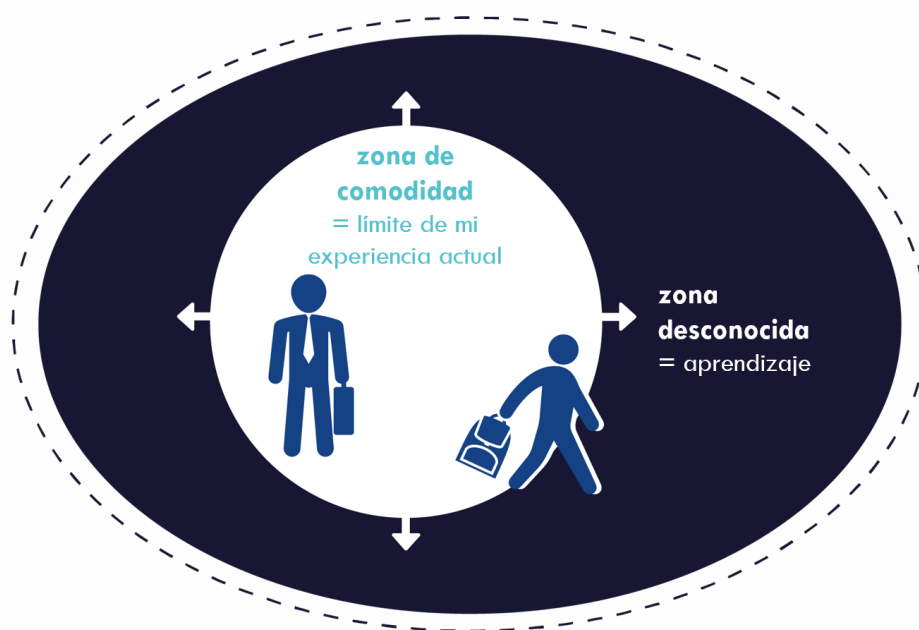 zona de
comodidad
= límite de mi
experiencia actual
zona
desconocida
= aprendizaje